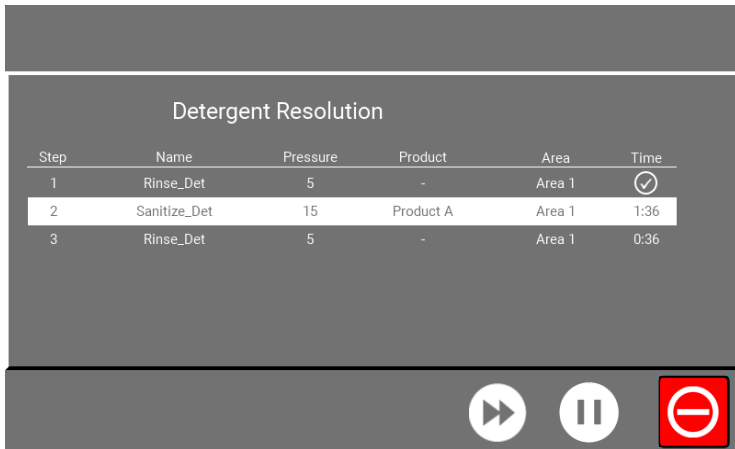 Detergent Resolution
Step Name Pressure Product Area Time
1 Rinse_Det 5 - Area 1
2 Sanitize_Det 15 Product A Area 1 1:36
3 Rinse_Det 5 - Area 1 0:36